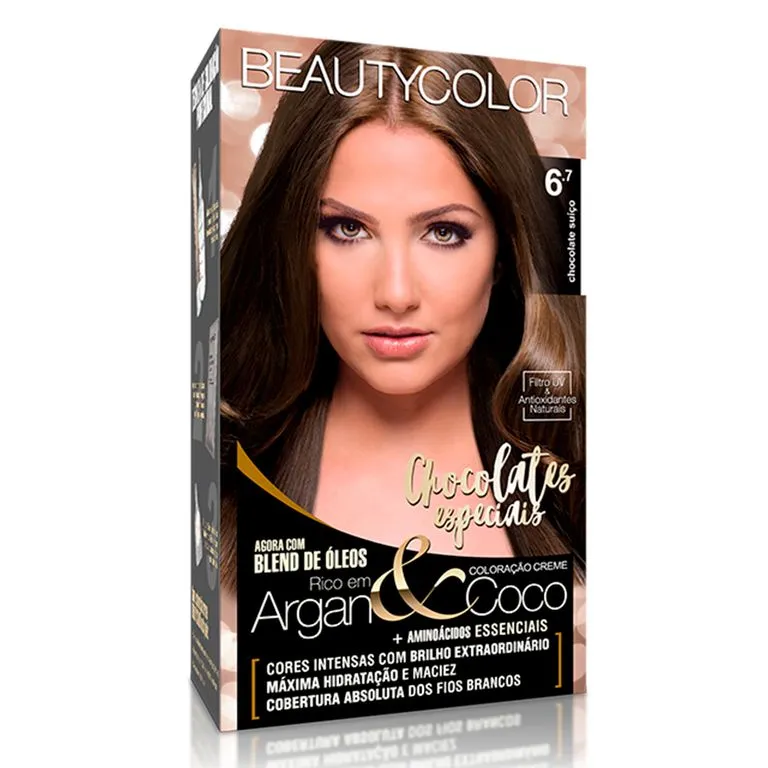 BEAUTYCOLOR
6.7
chocolate suíço
Filtro UV
&
Antioxidantes
Naturais
Chocolates
especiais
AGORA COM
BLEND DE ÓLEOS
Rico em
Argan
&
COLORAÇÃO CREME
Coco
+ AMINOÁCIDOS ESSENCIAIS
CORES INTENSAS COM BRILHO EXTRAORDINÁRIO
MÁXIMA HIDRATAÇÃO E MACIEZ
COBERTURA ABSOLUTA DOS FIOS BRANCOS